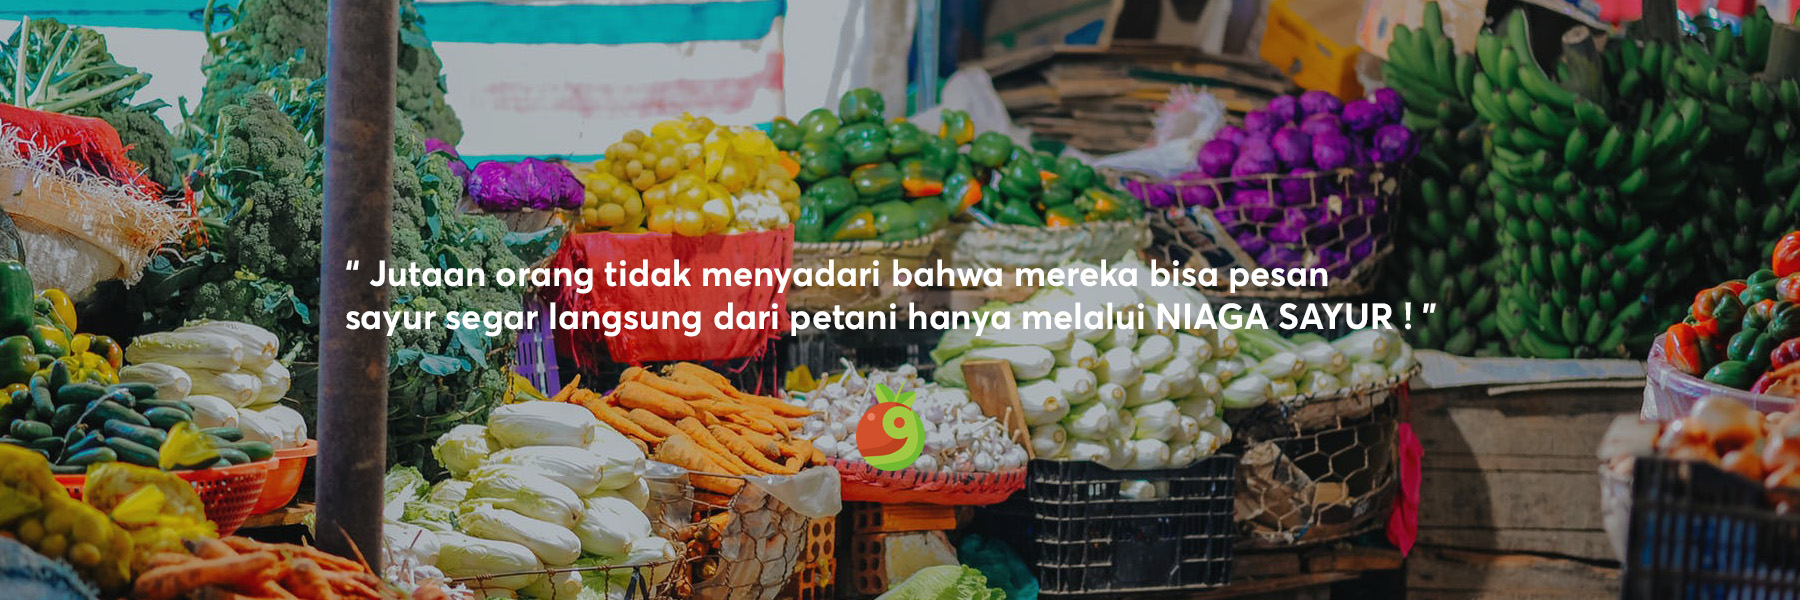 “ Jutaan orang tidak menyadari bahwa mereka bisa pesan
sayur segar langsung dari petani hanya melalui NIAGA SAYUR ! ”